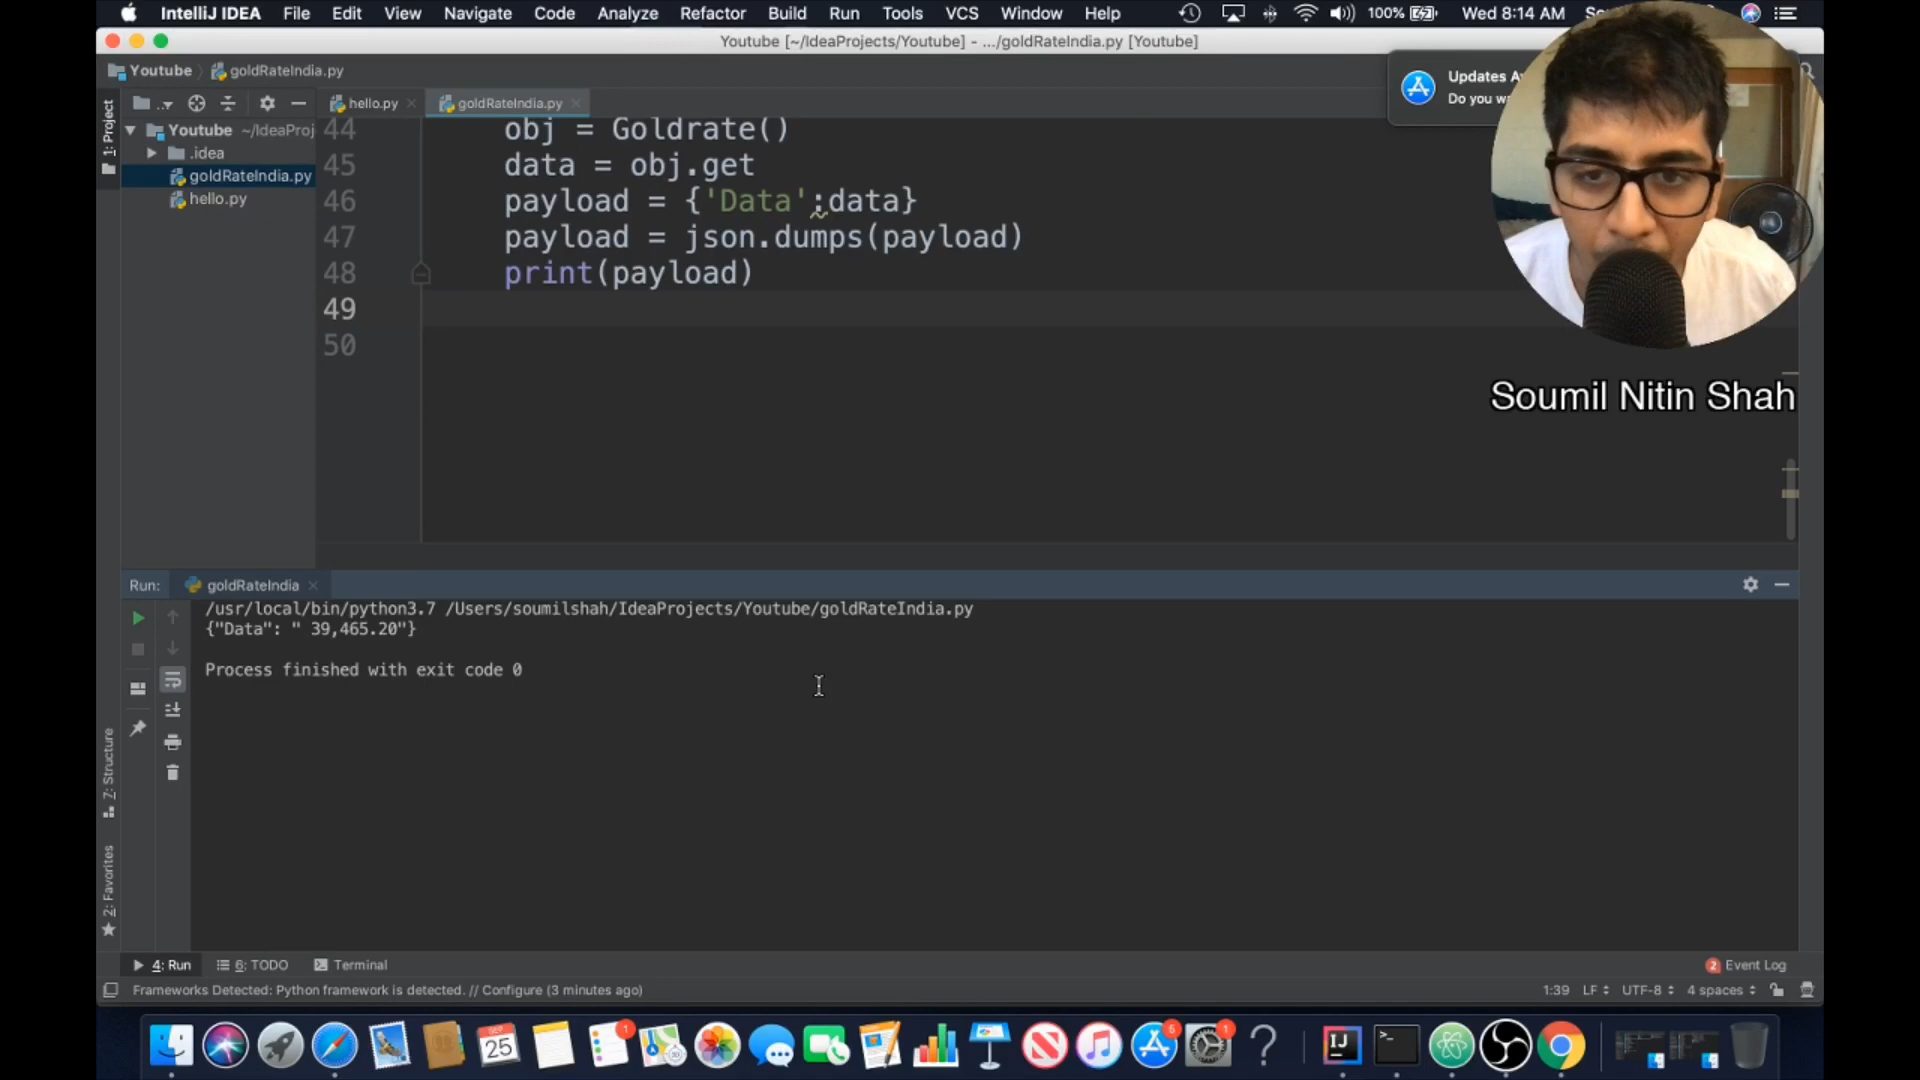 IntelliJ IDEA File Edit View Navigate Code Analyze Refactor Build Run Tools VCS Window Help 100% Wed 8:14 AM
Youtube [~/IdeaProjects/Youtube] - .../goldRateIndia.py [Youtube]
Youtube goldRateIndia.py
Updates
Do you
hello.py goldRateIndia.py
1: Project
Youtube ~/IdeaProj
.idea
goldRateIndia.py
hello.py
44 obj = Goldrate()
45 data = obj.get
46 payload = {'Data':data}
47 payload = json.dumps(payload)
48 print(payload)
49
50
Soumil Nitin Shah
Run: goldRateIndia
/usr/local/bin/python3.7 /Users/soumilshah/IdeaProjects/Youtube/goldRateIndia.py
{"Data": " 39,465.20"}
Process finished with exit code 0
7: Structure
2: Favorites
4: Run 6: TODO Terminal 2 Event Log
Frameworks Detected: Python framework is detected. // Configure (3 minutes ago) 1:39 LF UTF-8 4 spaces
SEP
25
1
5
1
IJ